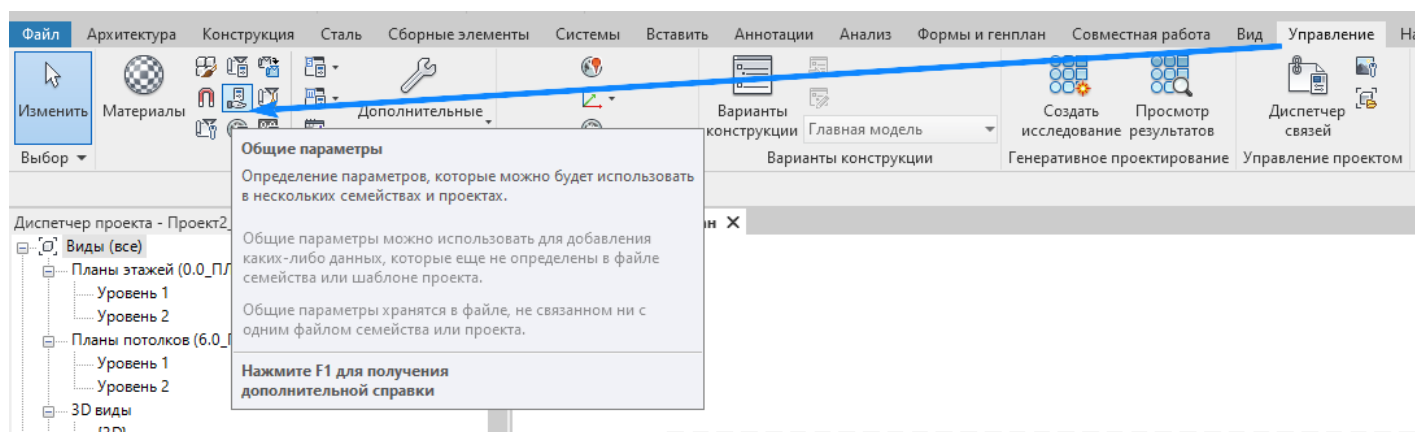 Файл Архитектура Конструкция Сталь Сборные элементы Системы Вставить Аннотации Анализ Формы и генплан Совместная работа Вид Управление
Изменить Материалы Дополнительные Варианты конструкции Главная модель Создать исследование Просмотр результатов Диспетчер связей
Выбор Варианты конструкции Генеративное проектирование Управление проектом
Общие параметры
Определение параметров, которые можно будет использовать
в нескольких семействах и проектах.
Общие параметры можно использовать для добавления
каких-либо данных, которые еще не определены в файле
семейства или шаблоне проекта.
Общие параметры хранятся в файле, не связанном ни с
одним файлом семейства или проекта.
Нажмите F1 для получения
дополнительной справки
Диспетчер проекта - Проект2_
Виды (все)
Планы этажей (0.0_ПЛ
Уровень 1
Уровень 2
Планы потолков (6.0_
Уровень 1
Уровень 2
3D виды